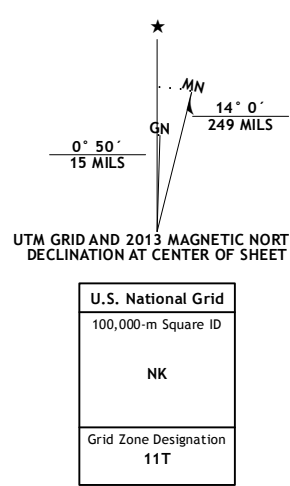 MN
GN
14° 0´
249 MILS
0° 50´
15 MILS
UTM GRID AND 2013 MAGNETIC NORT
DECLINATION AT CENTER OF SHEET
U.S. National Grid
100,000-m Square ID
NK
Grid Zone Designation
11T